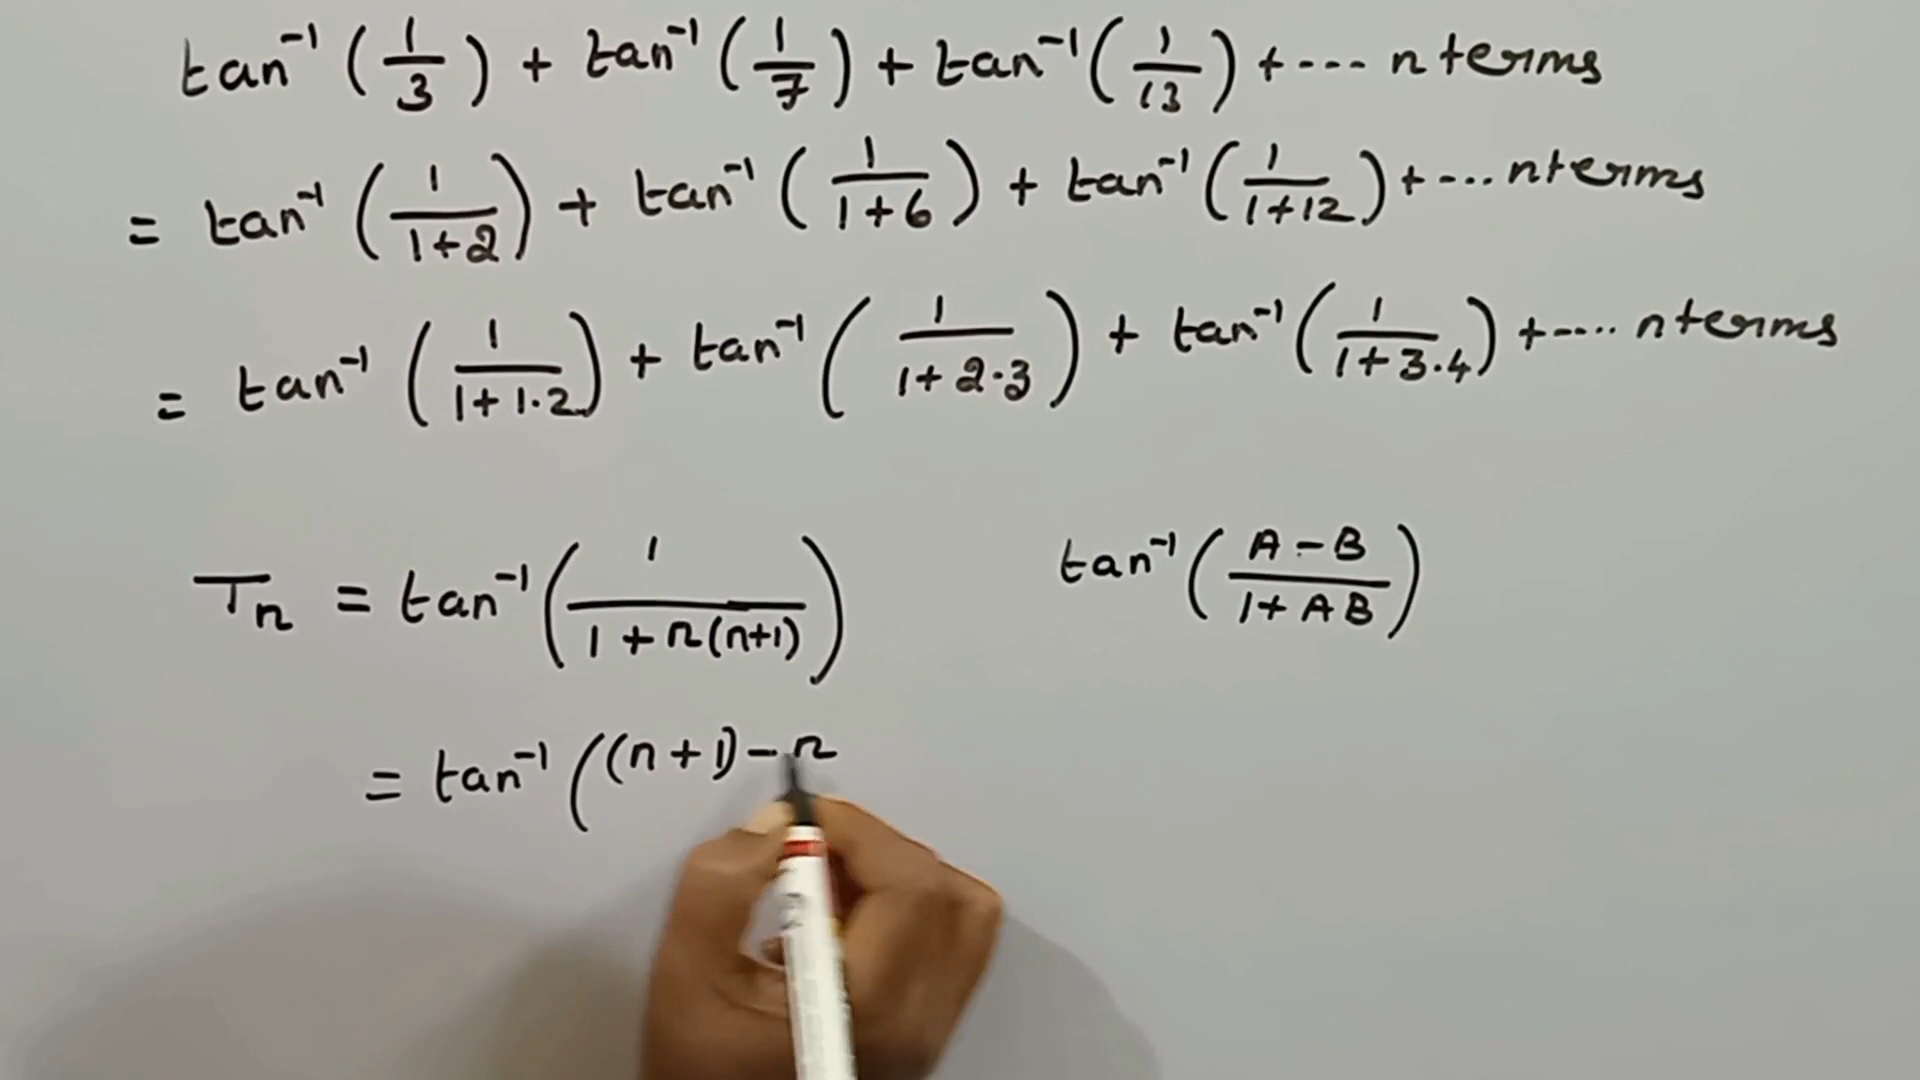 tan⁻¹(1/3) + tan⁻¹(1/7) + tan⁻¹(1/13) + ---- n terms
= tan⁻¹(1/(1+2)) + tan⁻¹(1/(1+6)) + tan⁻¹(1/(1+12)) + -... n terms
= tan⁻¹(1/(1+1·2)) + tan⁻¹(1/(1+2·3)) + tan⁻¹(1/(1+3·4)) + -.... n terms
Tn = tan⁻¹(1/(1+n(n+1))) tan⁻¹((A-B)/(1+AB))
= tan⁻¹((n+1)-n